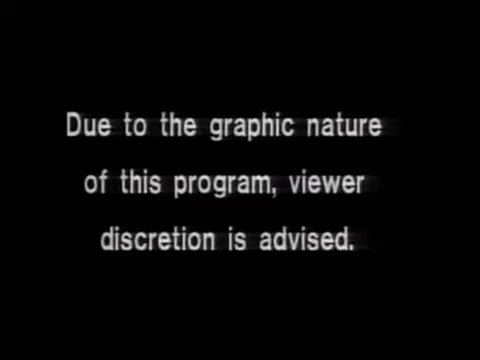 Due to the graphic nature
of this program, viewer
discretion is advised.